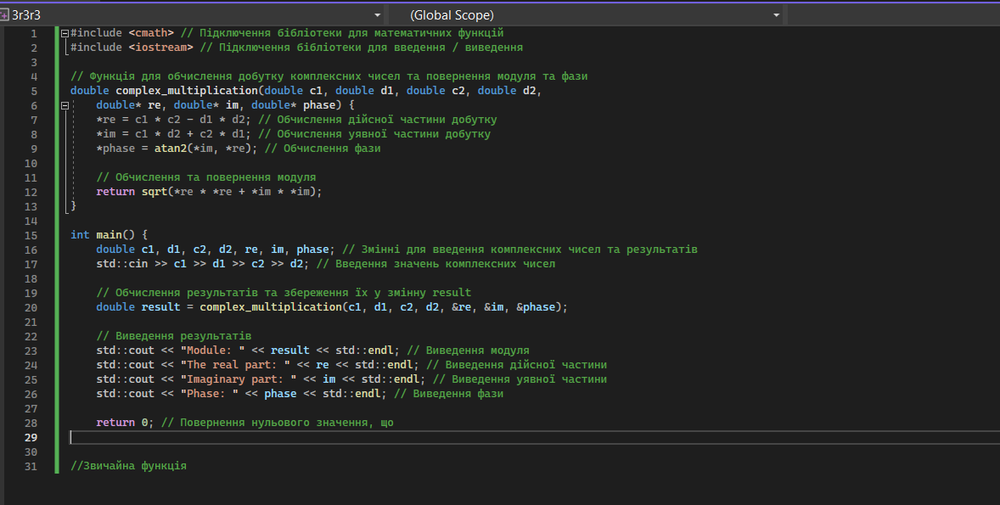 3r3r3 (Global Scope)
1 #include <cmath> // Підключення бібліотеки для математичних функцій
2 #include <iostream> // Підключення бібліотеки для введення / виведення
3
4 // Функція для обчислення добутку комплексних чисел та повернення модуля та фази
5 double complex_multiplication(double c1, double d1, double c2, double d2,
6 double* re, double* im, double* phase) {
7 *re = c1 * c2 - d1 * d2; // Обчислення дійсної частини добутку
8 *im = c1 * d2 + c2 * d1; // Обчислення уявної частини добутку
9 *phase = atan2(*im, *re); // Обчислення фази
10
11 // Обчислення та повернення модуля
12 return sqrt(*re * *re + *im * *im);
13 }
14
15 int main() {
16 double c1, d1, c2, d2, re, im, phase; // Змінні для введення комплексних чисел та результатів
17 std::cin >> c1 >> d1 >> c2 >> d2; // Введення значень комплексних чисел
18
19 // Обчислення результатів та збереження їх у змінну result
20 double result = complex_multiplication(c1, d1, c2, d2, &re, &im, &phase);
21
22 // Виведення результатів
23 std::cout << "Module: " << result << std::endl; // Виведення модуля
24 std::cout << "The real part: " << re << std::endl; // Виведення дійсної частини
25 std::cout << "Imaginary part: " << im << std::endl; // Виведення уявної частини
26 std::cout << "Phase: " << phase << std::endl; // Виведення фази
27
28 return 0; // Повернення нульового значення, що
29
30
31 //Звичайна функція